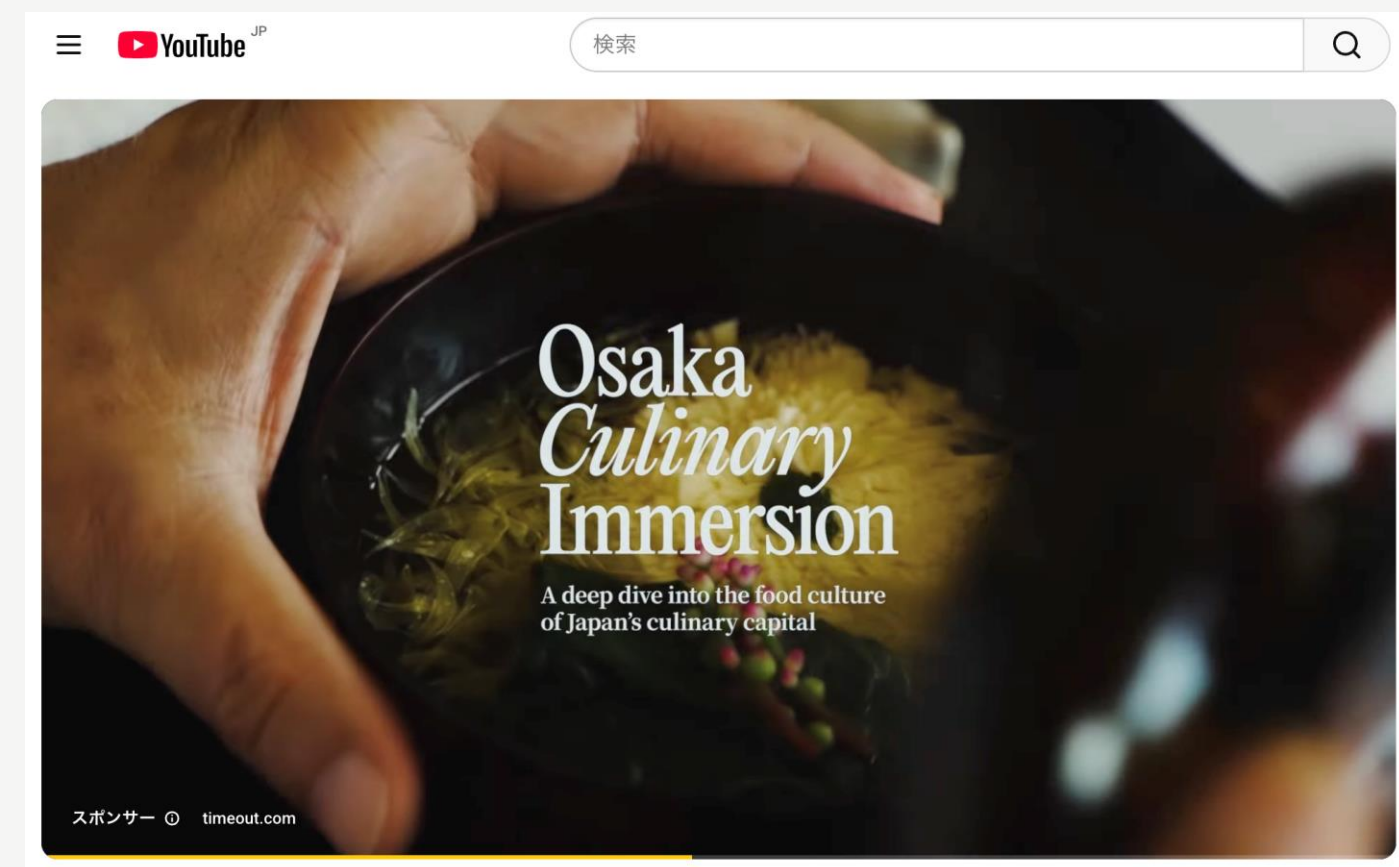 YouTube JP
検索
Osaka
Culinary
Immersion
A deep dive into the food culture
of Japan’s culinary capital
スポンサー timeout.com